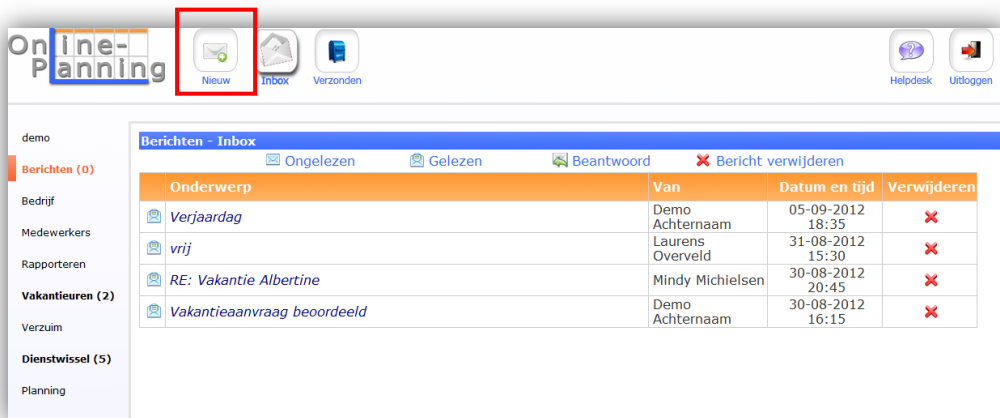 Online-
Planning
Nieuw
Inbox
Verzonden
Helpdesk
Uitloggen
demo
Berichten (0)
Bedrijf
Medewerkers
Rapporteren
Vakantieuren (2)
Verzuim
Dienstwissel (5)
Planning
Berichten - Inbox
Ongelezen Gelezen Beantwoord Bericht verwijderen
Onderwerp Van Datum en tijd Verwijderen
Verjaardag Demo Achternaam 05-09-2012 18:35
vrij Laurens Overveld 31-08-2012 15:30
RE: Vakantie Albertine Mindy Michielsen 30-08-2012 20:45
Vakantieaanvraag beoordeeld Demo Achternaam 30-08-2012 16:15